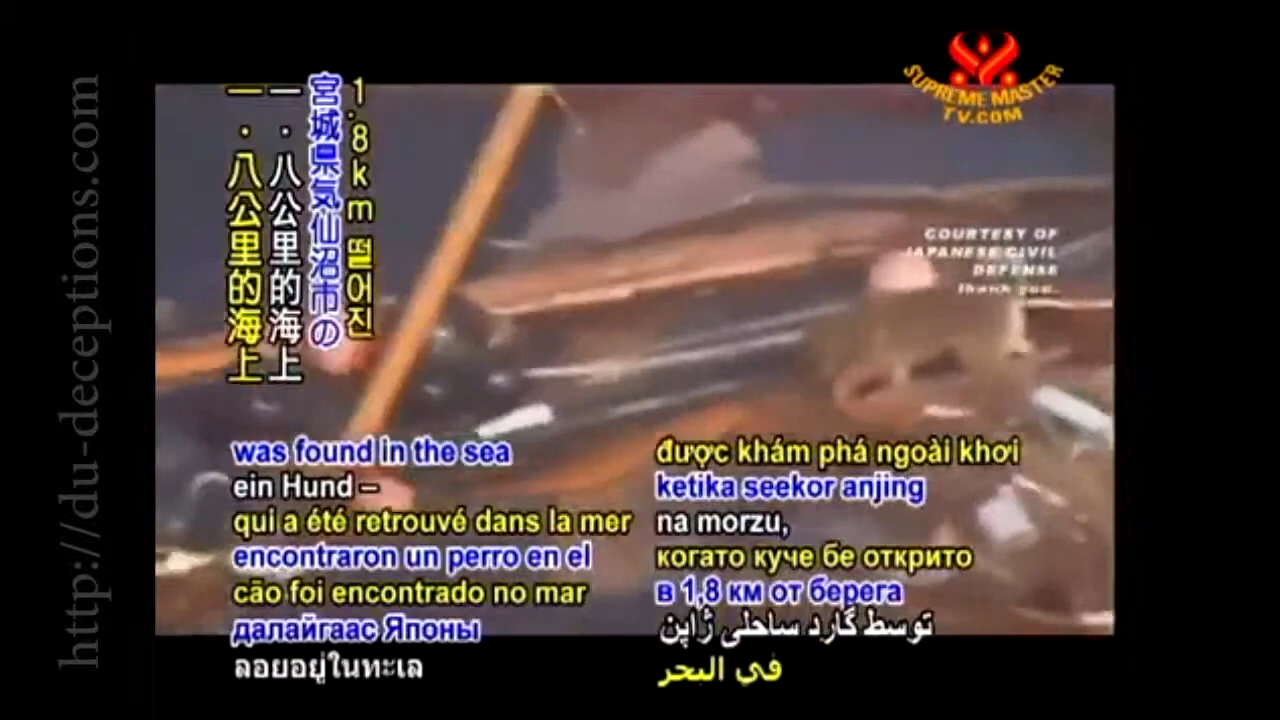 http://du-deceptions.com
SUPREME MASTER
TV.COM
COURTESY OF
JAPANESE CIVIL
DEFENSE
Thank you.
1.8km 떨어진
宮城県気仙沼市の
一・八公里的海上
一・八公里的海上
was found in the sea
ein Hund –
qui a été retrouvé dans la mer
encontraron un perro en el
cão foi encontrado no mar
далайгаас Японы
ลอยอยู่ในทะเล
được khám phá ngoài khơi
ketika seekor anjing
na morzu,
когато куче бе открито
в 1,8 км от берега
توسط گارد ساحلی ژاپن
في البحر